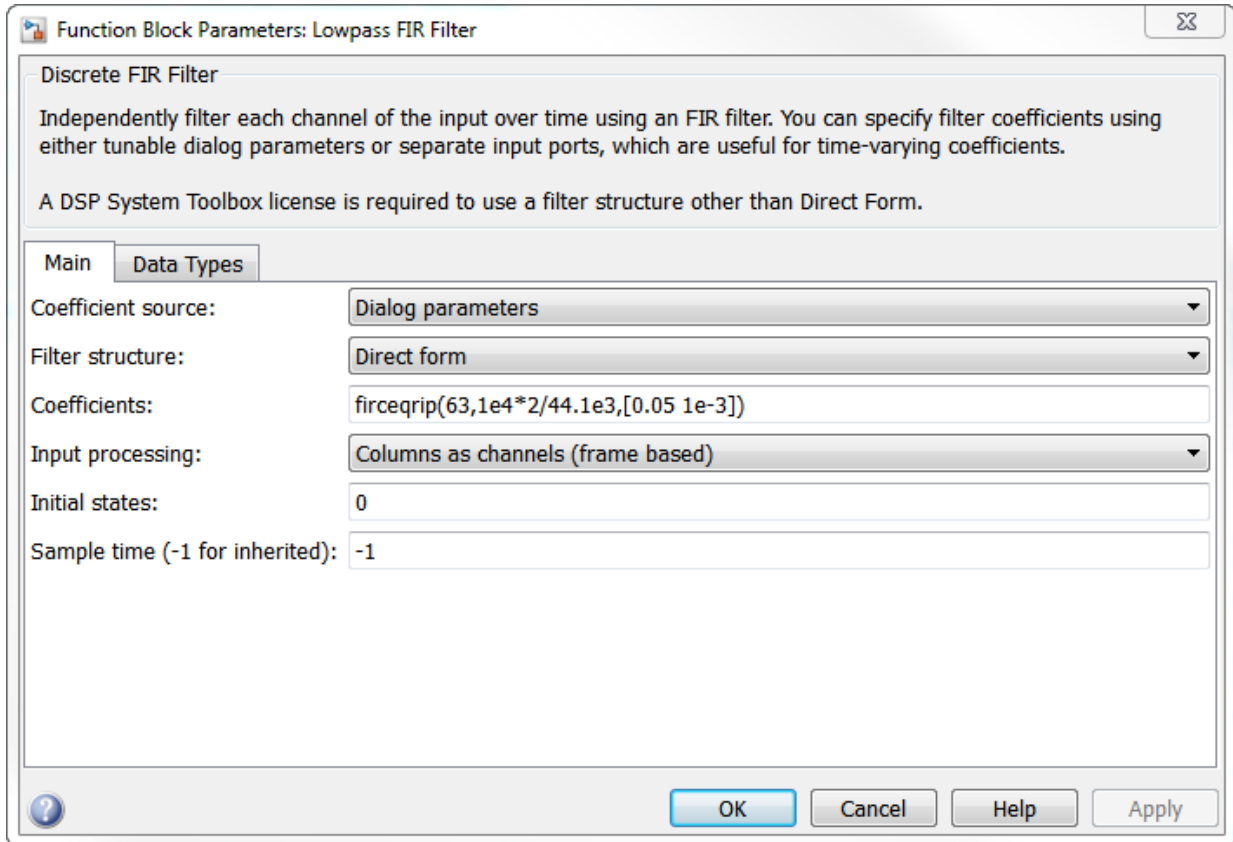 Function Block Parameters: Lowpass FIR Filter
Discrete FIR Filter
Independently filter each channel of the input over time using an FIR filter. You can specify filter coefficients using
either tunable dialog parameters or separate input ports, which are useful for time-varying coefficients.
A DSP System Toolbox license is required to use a filter structure other than Direct Form.
Main Data Types
Coefficient source: Dialog parameters
Filter structure: Direct form
Coefficients: firceqrip(63,1e4*2/44.1e3,[0.05 1e-3])
Input processing: Columns as channels (frame based)
Initial states: 0
Sample time (-1 for inherited): -1
? OK Cancel Help Apply